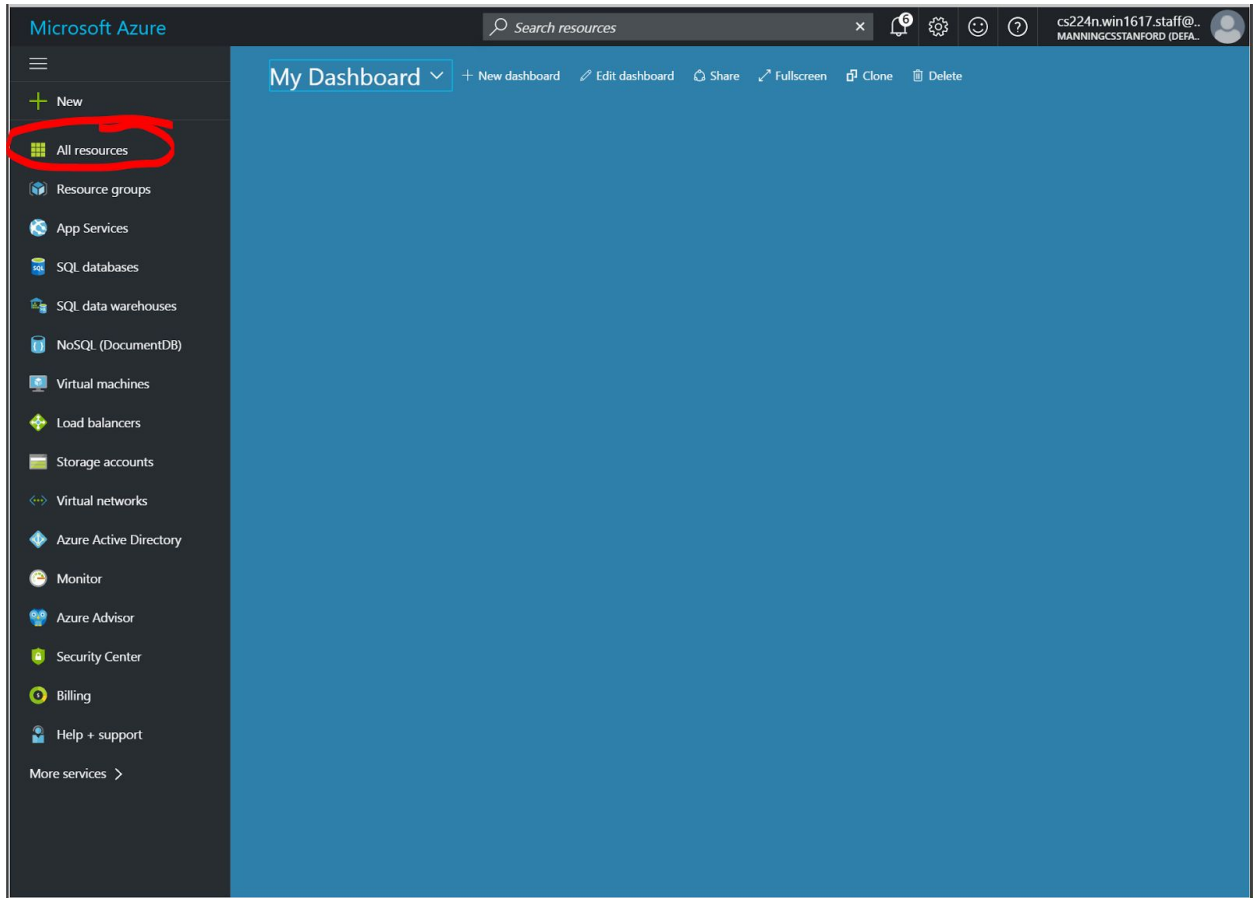 Microsoft Azure
Search resources
6
cs224n.win1617.staff@..
MANNINGCSSTANFORD (DEFA..
My Dashboard
+ New dashboard
Edit dashboard
Share
Fullscreen
Clone
Delete
New
All resources
Resource groups
App Services
SQL databases
SQL data warehouses
NoSQL (DocumentDB)
Virtual machines
Load balancers
Storage accounts
Virtual networks
Azure Active Directory
Monitor
Azure Advisor
Security Center
Billing
Help + support
More services >